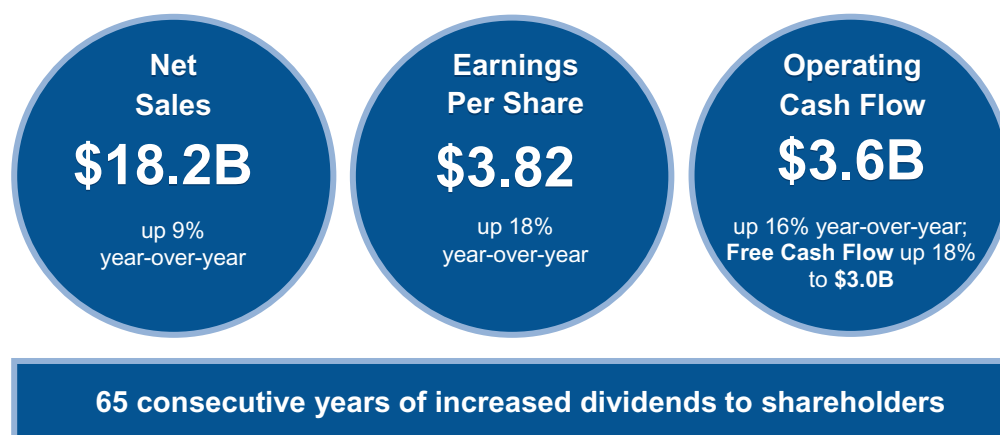 Net
Sales
$18.2B
up 9%
year-over-year
Earnings
Per Share
$3.82
up 18%
year-over-year
Operating
Cash Flow
$3.6B
up 16% year-over-year;
Free Cash Flow up 18%
to $3.0B
65 consecutive years of increased dividends to shareholders